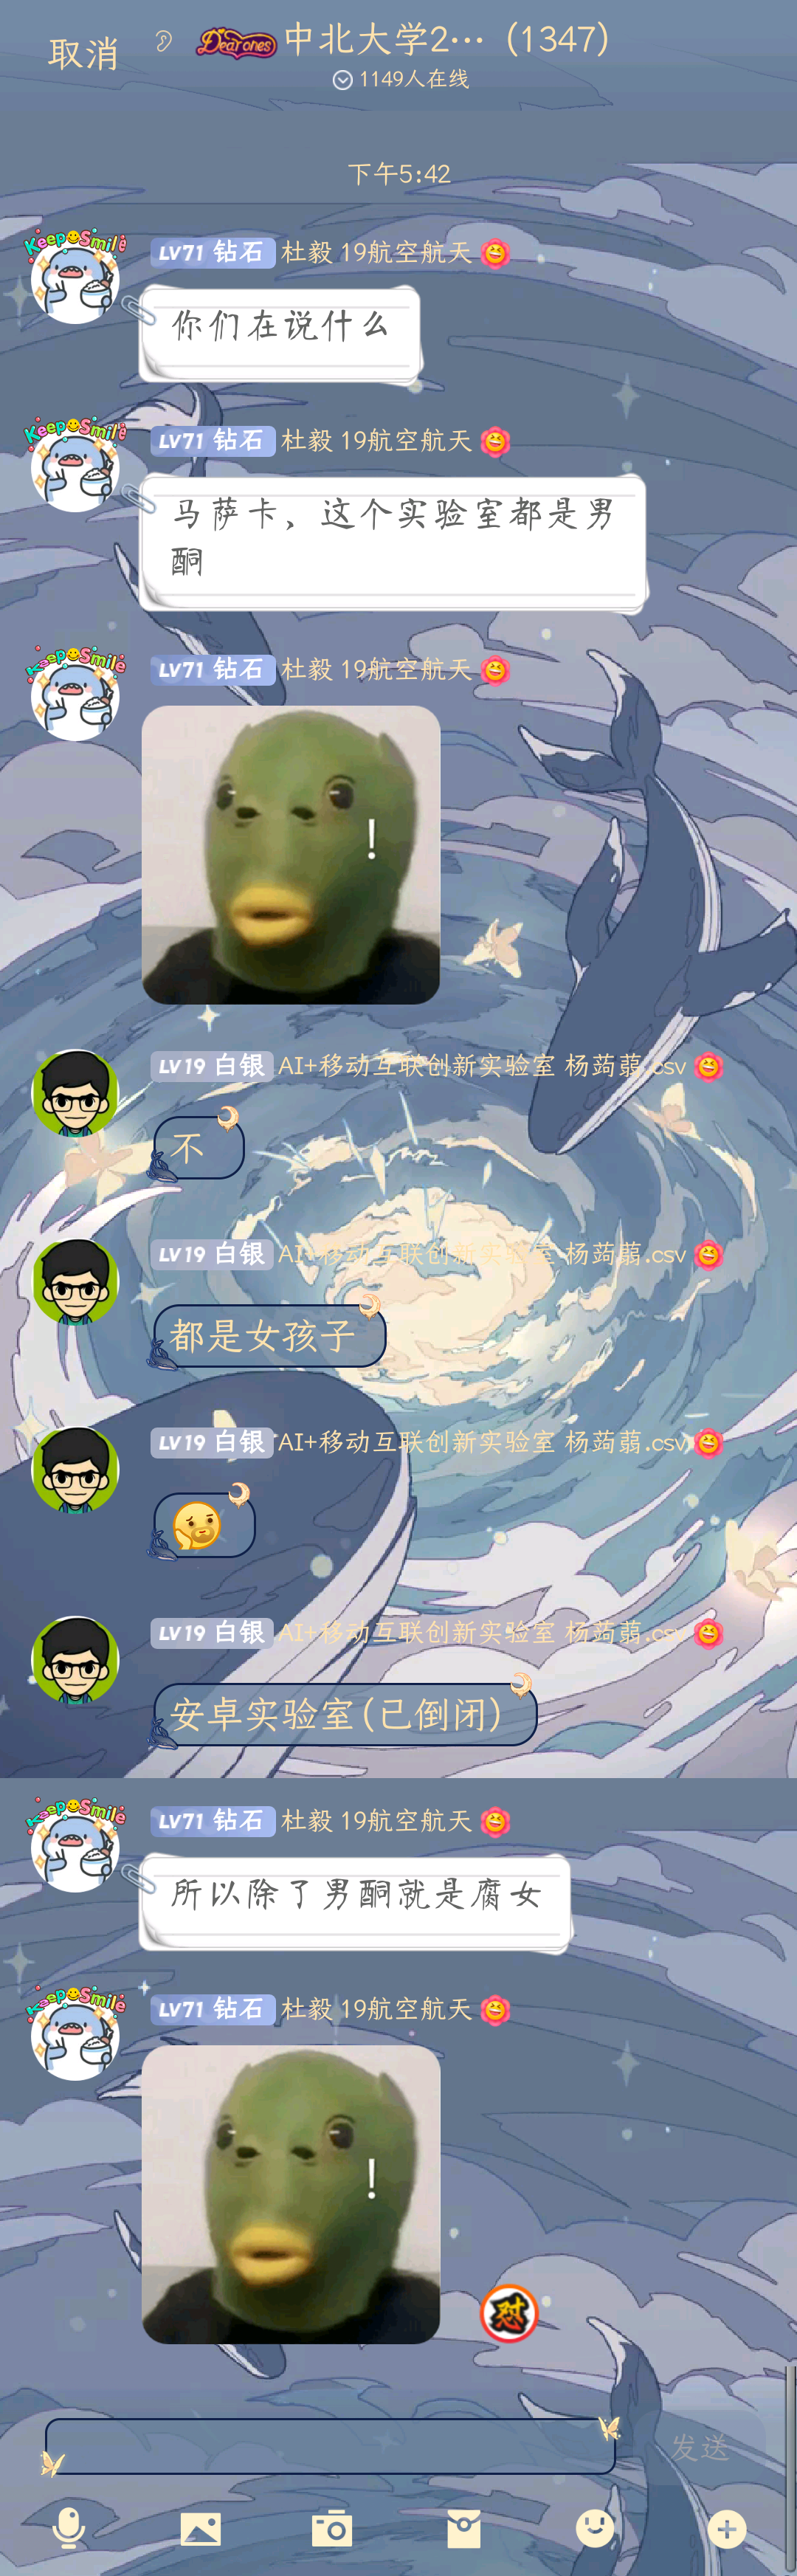 取消
Dear ones
中北大学2… (1347)
1149人在线
下午5:42
Keep Smile
LV71 钻石 杜毅 19航空航天
你们在说什么
Keep Smile
LV71 钻石 杜毅 19航空航天
马萨卡，这个实验室都是男
酮
Keep Smile
LV71 钻石 杜毅 19航空航天
!
LV19 白银 AI+移动互联创新实验室 杨蒟蒻.csv
不
LV19 白银 AI+移动互联创新实验室 杨蒟蒻.csv
都是女孩子
LV19 白银 AI+移动互联创新实验室 杨蒟蒻.csv
LV19 白银 AI+移动互联创新实验室 杨蒟蒻.csv
安卓实验室(已倒闭)
Keep Smile
LV71 钻石 杜毅 19航空航天
所以除了男酮就是腐女
Keep Smile
LV71 钻石 杜毅 19航空航天
!
怼
发送